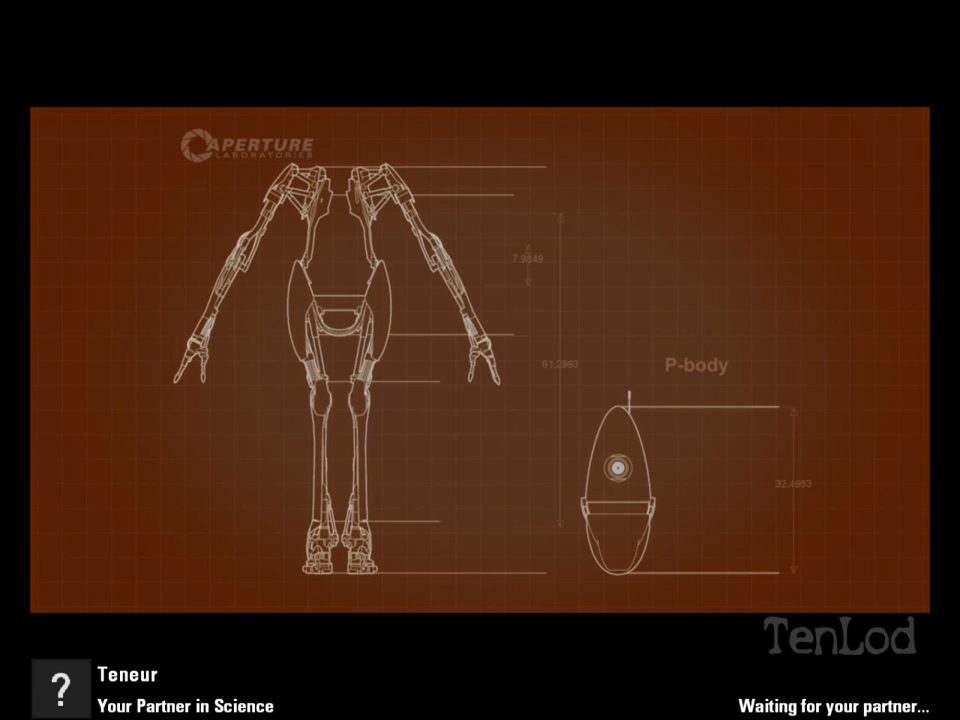 APERTURE
LABORATORIES
7.9849
61.2993
P-body
32.4953
TenLod
?
Teneur
Your Partner in Science
Waiting for your partner...